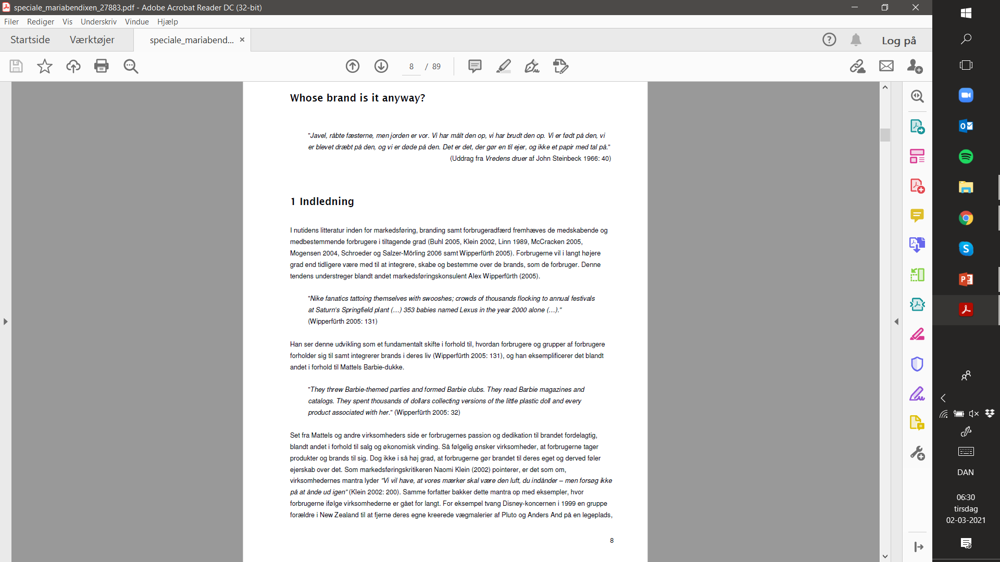 speciale_mariabendixen_27883.pdf - Adobe Acrobat Reader DC (32-bit)
Filer Rediger Vis Underskriv Vindue Hjælp
Startside Værktøjer speciale_mariabend... × Log på
8 / 89
Whose brand is it anyway?
"Javel, råbte fæsterne, men jorden er vor. Vi har målt den op, vi har brudt den op. Vi er født på den, vi
er blevet dræbt på den, og vi er døde på den. Det er det, der gør en til ejer, og ikke et papir med tal på."
(Uddrag fra Vredens druer af John Steinbeck 1966: 40)
1 Indledning
I nutidens litteratur inden for markedsføring, branding samt forbrugeradfærd fremhæves de medskabende og
medbestemmende forbrugere i tiltagende grad (Buhl 2005, Klein 2002, Linn 1989, McCracken 2005,
Mogensen 2004, Schroeder og Salzer-Mörling 2006 samt Wipperfürth 2005). Forbrugerne vil i langt højere
grad end tidligere være med til at integrere, skabe og bestemme over de brands, som de forbruger. Denne
tendens understreger blandt andet markedsføringskonsulent Alex Wipperfürth (2005).
"Nike fanatics tattoing themselves with swooshes; crowds of thousands flocking to annual festivals
at Saturn's Springfield plant (…) 353 babies named Lexus in the year 2000 alone (…)."
(Wipperfürth 2005: 131)
Han ser denne udvikling som et fundamentalt skifte i forhold til, hvordan forbrugere og grupper af forbrugere
forholder sig til samt integrerer brands i deres liv (Wipperfürth 2005: 131), og han eksemplificerer det blandt
andet i forhold til Mattels Barbie-dukke.
"They threw Barbie-themed parties and formed Barbie clubs. They read Barbie magazines and
catalogs. They spent thousands of dollars collecting versions of the little plastic doll and every
product associated with her." (Wipperfürth 2005: 32)
Set fra Mattels og andre virksomheders side er forbrugernes passion og dedikation til brandet fordelagtig,
blandt andet i forhold til salg og økonomisk vinding. Så følgelig ønsker virksomheder, at forbrugerne tager
produkter og brands til sig. Dog ikke i så høj grad, at forbrugerne gør brandet til deres eget og derved føler
ejerskab over det. Som markedsføringskritikeren Naomi Klein (2002) pointerer, er det som om,
virksomhedernes mantra lyder "Vi vil have, at vores mærker skal være den luft, du indånder – men forsøg ikke
på at ånde ud igen" (Klein 2002: 200). Samme forfatter bakker dette mantra op med eksempler, hvor
forbrugerne ifølge virksomhederne er gået for langt. For eksempel tvang Disney-koncernen i 1999 en gruppe
forældre i New Zealand til at fjerne deres egne kreerede vægmalerier af Pluto og Anders And på en legeplads,
8
DAN
06:30
tirsdag
02-03-2021